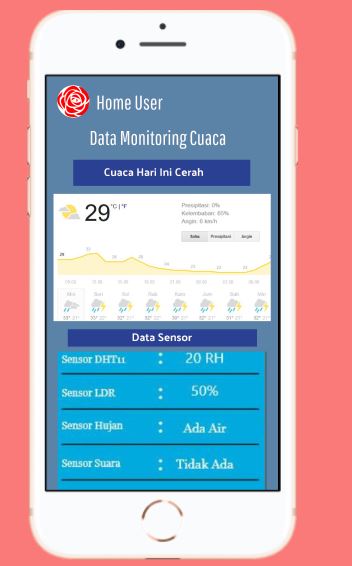 Home User
Data Monitoring Cuaca
Cuaca Hari Ini Cerah
29 °C | °F
Presipitasi: 0%
Kelembaban: 65%
Angin: 6 km/h
Suhu Presipitasi Angin
Data Sensor
Sensor DHT11 : 20 RH
Sensor LDR : 50%
Sensor Hujan : Ada Air
Sensor Suara : Tidak Ada